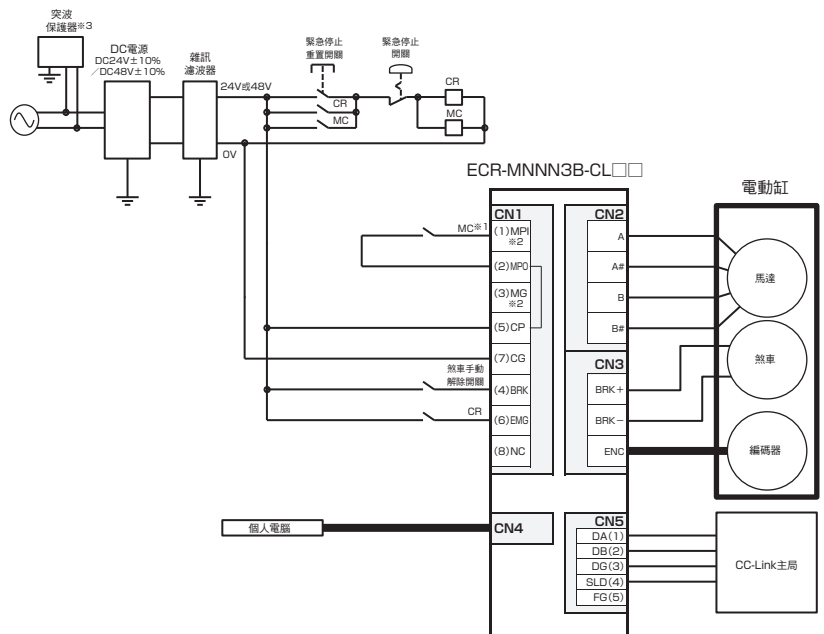 突波
保護器※3
DC電源
DC24V±10%
／DC48V±10%
雜訊
濾波器
緊急停止
重置開關
緊急停止
開關
24V或48V
0V
CR
MC
CR
MC
ECR-MNNN3B-CL□□
電動缸
CN1
MC※1
(1)MPI
※2
(2)MPO
(3)MG
※2
(5)CP
(7)CG
煞車手動
解除開關
(4)BRK
CR
(6)EMG
(8)NC
CN2
A
A#
B
B#
CN3
BRK+
BRK−
ENC
馬達
煞車
編碼器
個人電腦
CN4
CN5
DA(1)
DB(2)
DG(3)
SLD(4)
FG(5)
CC-Link主局